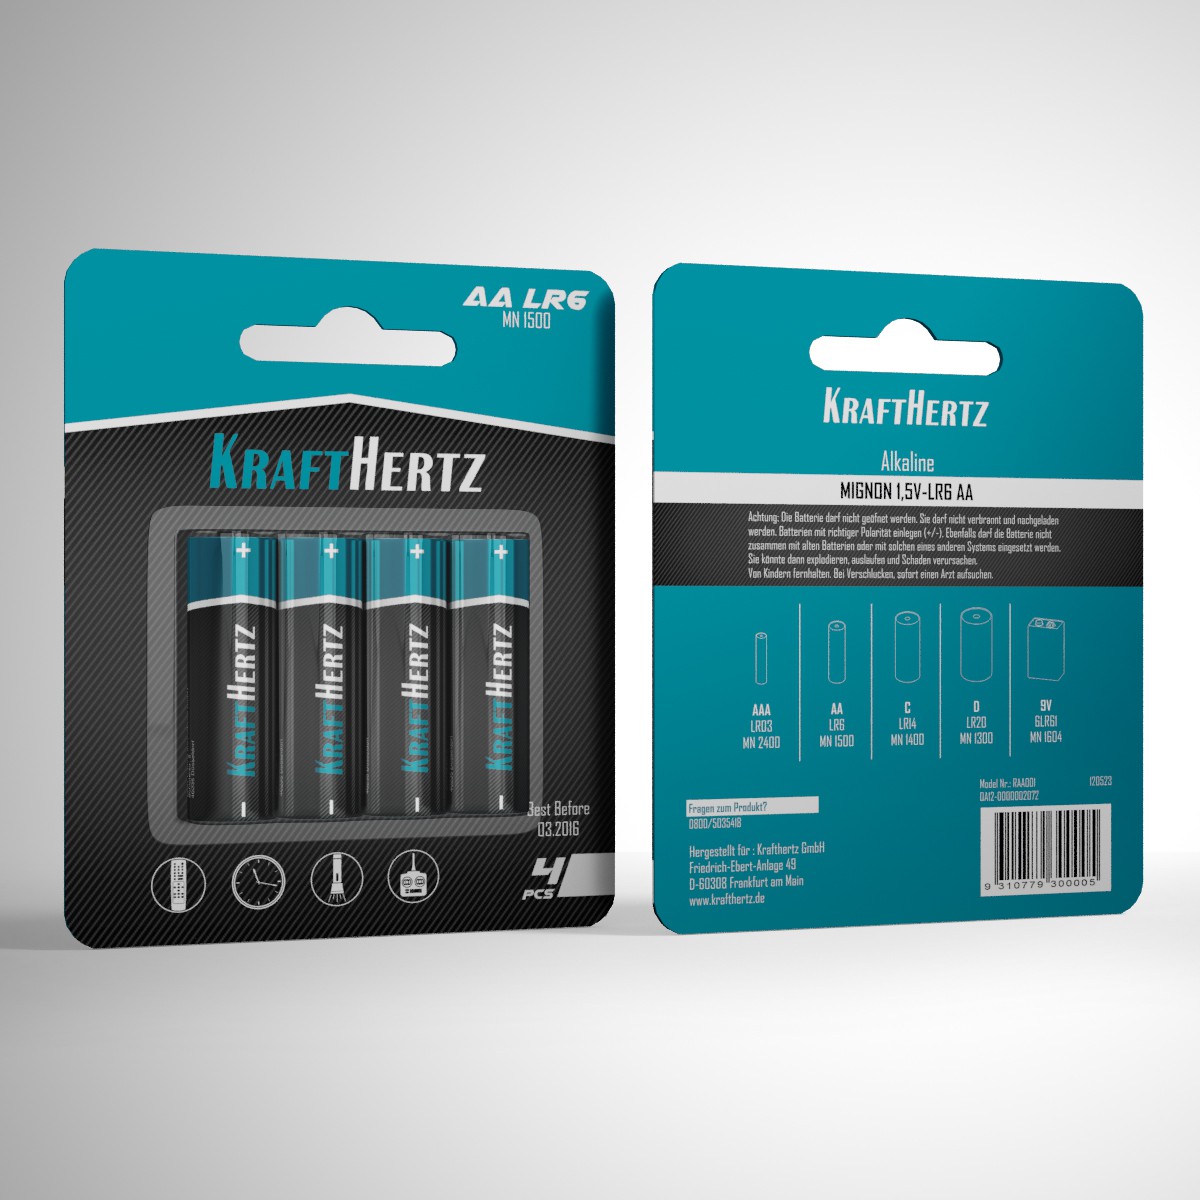 AA LR6
MN 1500
KRAFTHERTZ
+ + + +
KRAFTHERTZ
KRAFTHERTZ
KRAFTHERTZ
KRAFTHERTZ
Best Before
03.2016
4
PCS
KRAFTHERTZ
Alkaline
MIGNON 1,5V-LR6 AA
Achtung: Die Batterie darf nicht geöfnet werden. Sie darf nicht verbrannt und nachgeladen
werden. Batterien mit richtiger Polarität einlegen (+/-). Ebenfalls darf die Batterie nicht
zusammen mit alten Batterien oder mit solchen eines anderen Systems eingesetzt werden.
Sie könnte dann explodieren, auslaufen und Schaden verursachen.
Von Kindern fernhalten. Bei Verschlucken, sofort einen Arzt aufsuchen.
AAA
LR03
MN 2400
AA
LR6
MN 1500
C
LR14
MN 1400
D
LR20
MN 1300
9V
6LR61
MN 1604
Model Nr.: RAA001
QA12-0000002072
120523
Fragen zum Produkt?
0800/5035418
Hergestellt für : Krafthertz GmbH
Friedrich-Ebert-Anlage 49
D-60308 Frankfurt am Main
www.krafthertz.de
9 310779 300005